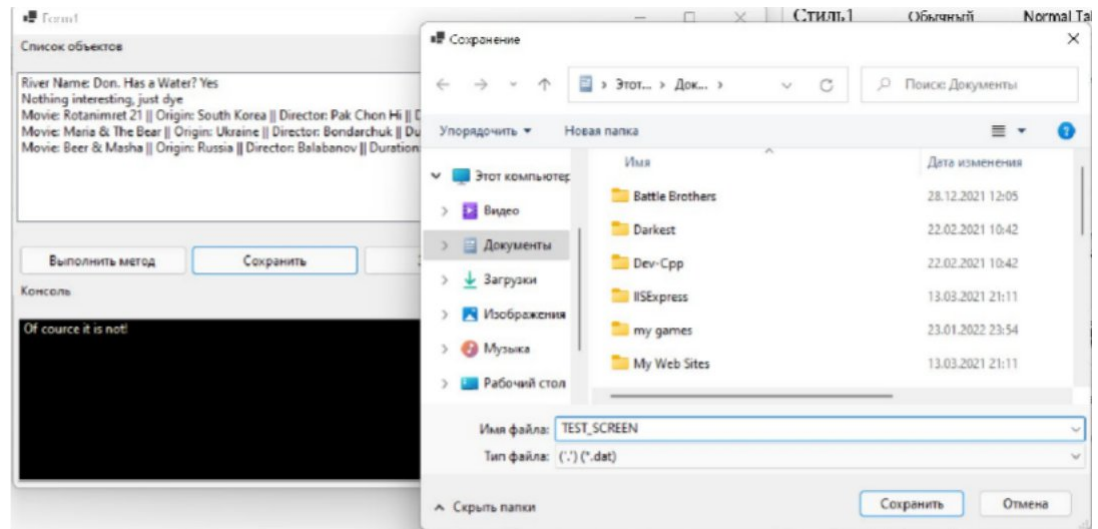 Form1
Стиль1 Обычный Normal Tal
Список объектов
River Name: Don. Has a Water? Yes
Nothing interesting, just dye
Movie: Rotanimret 21 || Origin: South Korea || Director: Pak Chon Hi || D
Movie: Maria & The Bear || Origin: Ukraine || Director: Bondarchuk || Du
Movie: Beer & Masha || Origin: Russia || Director: Balabanov || Duration:
Выполнить метод Сохранить
Консоль
Of cource it is not!
Сохранение
Этот... › Док... ›
Поиск: Документы
Упорядочить Новая папка
Имя Дата изменения
Этот компьютер
Видео
Документы
Загрузки
Изображения
Музыка
Рабочий стол
Battle Brothers 28.12.2021 12:05
Darkest 22.02.2021 10:42
Dev-Cpp 22.02.2021 10:42
IISExpress 13.03.2021 21:11
my games 23.01.2022 23:54
My Web Sites 13.03.2021 21:11
Имя файла: TEST_SCREEN
Тип файла: ('.') (*.dat)
Скрыть папки Сохранить Отмена